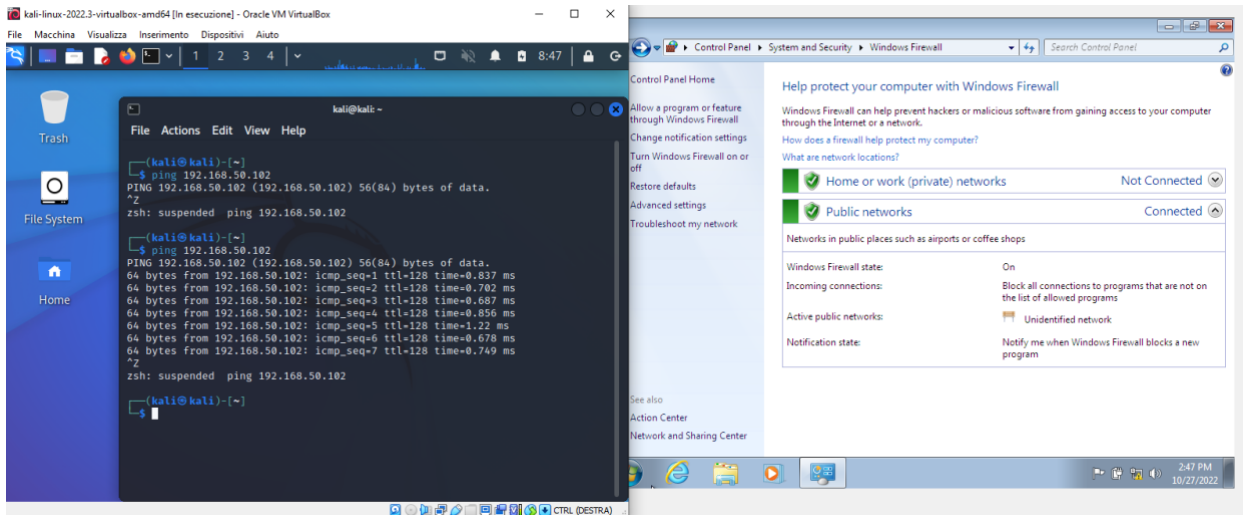 kali-linux-2022.3-virtualbox-amd64 [In esecuzione] - Oracle VM VirtualBox
File Macchina Visualizza Inserimento Dispositivi Aiuto
1 2 3 4
8:47
Trash
File System
Home
kali@kali: ~
File Actions Edit View Help
(kali㉿kali)-[~]
$ ping 192.168.50.102
PING 192.168.50.102 (192.168.50.102) 56(84) bytes of data.
^Z
zsh: suspended ping 192.168.50.102
(kali㉿kali)-[~]
$ ping 192.168.50.102
PING 192.168.50.102 (192.168.50.102) 56(84) bytes of data.
64 bytes from 192.168.50.102: icmp_seq=1 ttl=128 time=0.837 ms
64 bytes from 192.168.50.102: icmp_seq=2 ttl=128 time=0.702 ms
64 bytes from 192.168.50.102: icmp_seq=3 ttl=128 time=0.687 ms
64 bytes from 192.168.50.102: icmp_seq=4 ttl=128 time=0.856 ms
64 bytes from 192.168.50.102: icmp_seq=5 ttl=128 time=1.22 ms
64 bytes from 192.168.50.102: icmp_seq=6 ttl=128 time=0.678 ms
64 bytes from 192.168.50.102: icmp_seq=7 ttl=128 time=0.749 ms
^Z
zsh: suspended ping 192.168.50.102
(kali㉿kali)-[~]
$
CTRL (DESTRA)
Control Panel System and Security Windows Firewall
Search Control Panel
Control Panel Home
Allow a program or feature
through Windows Firewall
Change notification settings
Turn Windows Firewall on or
off
Restore defaults
Advanced settings
Troubleshoot my network
See also
Action Center
Network and Sharing Center
Help protect your computer with Windows Firewall
Windows Firewall can help prevent hackers or malicious software from gaining access to your computer
through the Internet or a network.
How does a firewall help protect my computer?
What are network locations?
Home or work (private) networks Not Connected
Public networks Connected
Networks in public places such as airports or coffee shops
Windows Firewall state: On
Incoming connections: Block all connections to programs that are not on
the list of allowed programs
Active public networks: Unidentified network
Notification state: Notify me when Windows Firewall blocks a new
program
2:47 PM
10/27/2022